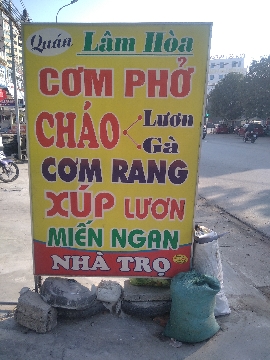 Quán Lâm Hòa
CƠM PHỞ
CHÁO Lươn
Gà
CƠM RANG
XÚP LƯƠN
MIẾN NGAN
NHÀ TRỌ